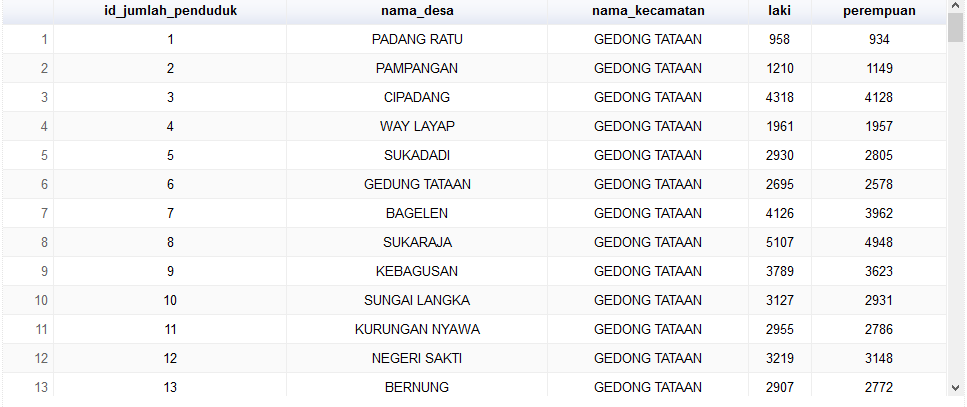 id_jumlah_penduduk nama_desa nama_kecamatan laki perempuan
1 1 PADANG RATU GEDONG TATAAN 958 934
2 2 PAMPANGAN GEDONG TATAAN 1210 1149
3 3 CIPADANG GEDONG TATAAN 4318 4128
4 4 WAY LAYAP GEDONG TATAAN 1961 1957
5 5 SUKADADI GEDONG TATAAN 2930 2805
6 6 GEDUNG TATAAN GEDONG TATAAN 2695 2578
7 7 BAGELEN GEDONG TATAAN 4126 3962
8 8 SUKARAJA GEDONG TATAAN 5107 4948
9 9 KEBAGUSAN GEDONG TATAAN 3789 3623
10 10 SUNGAI LANGKA GEDONG TATAAN 3127 2931
11 11 KURUNGAN NYAWA GEDONG TATAAN 2955 2786
12 12 NEGERI SAKTI GEDONG TATAAN 3219 3148
13 13 BERNUNG GEDONG TATAAN 2907 2772